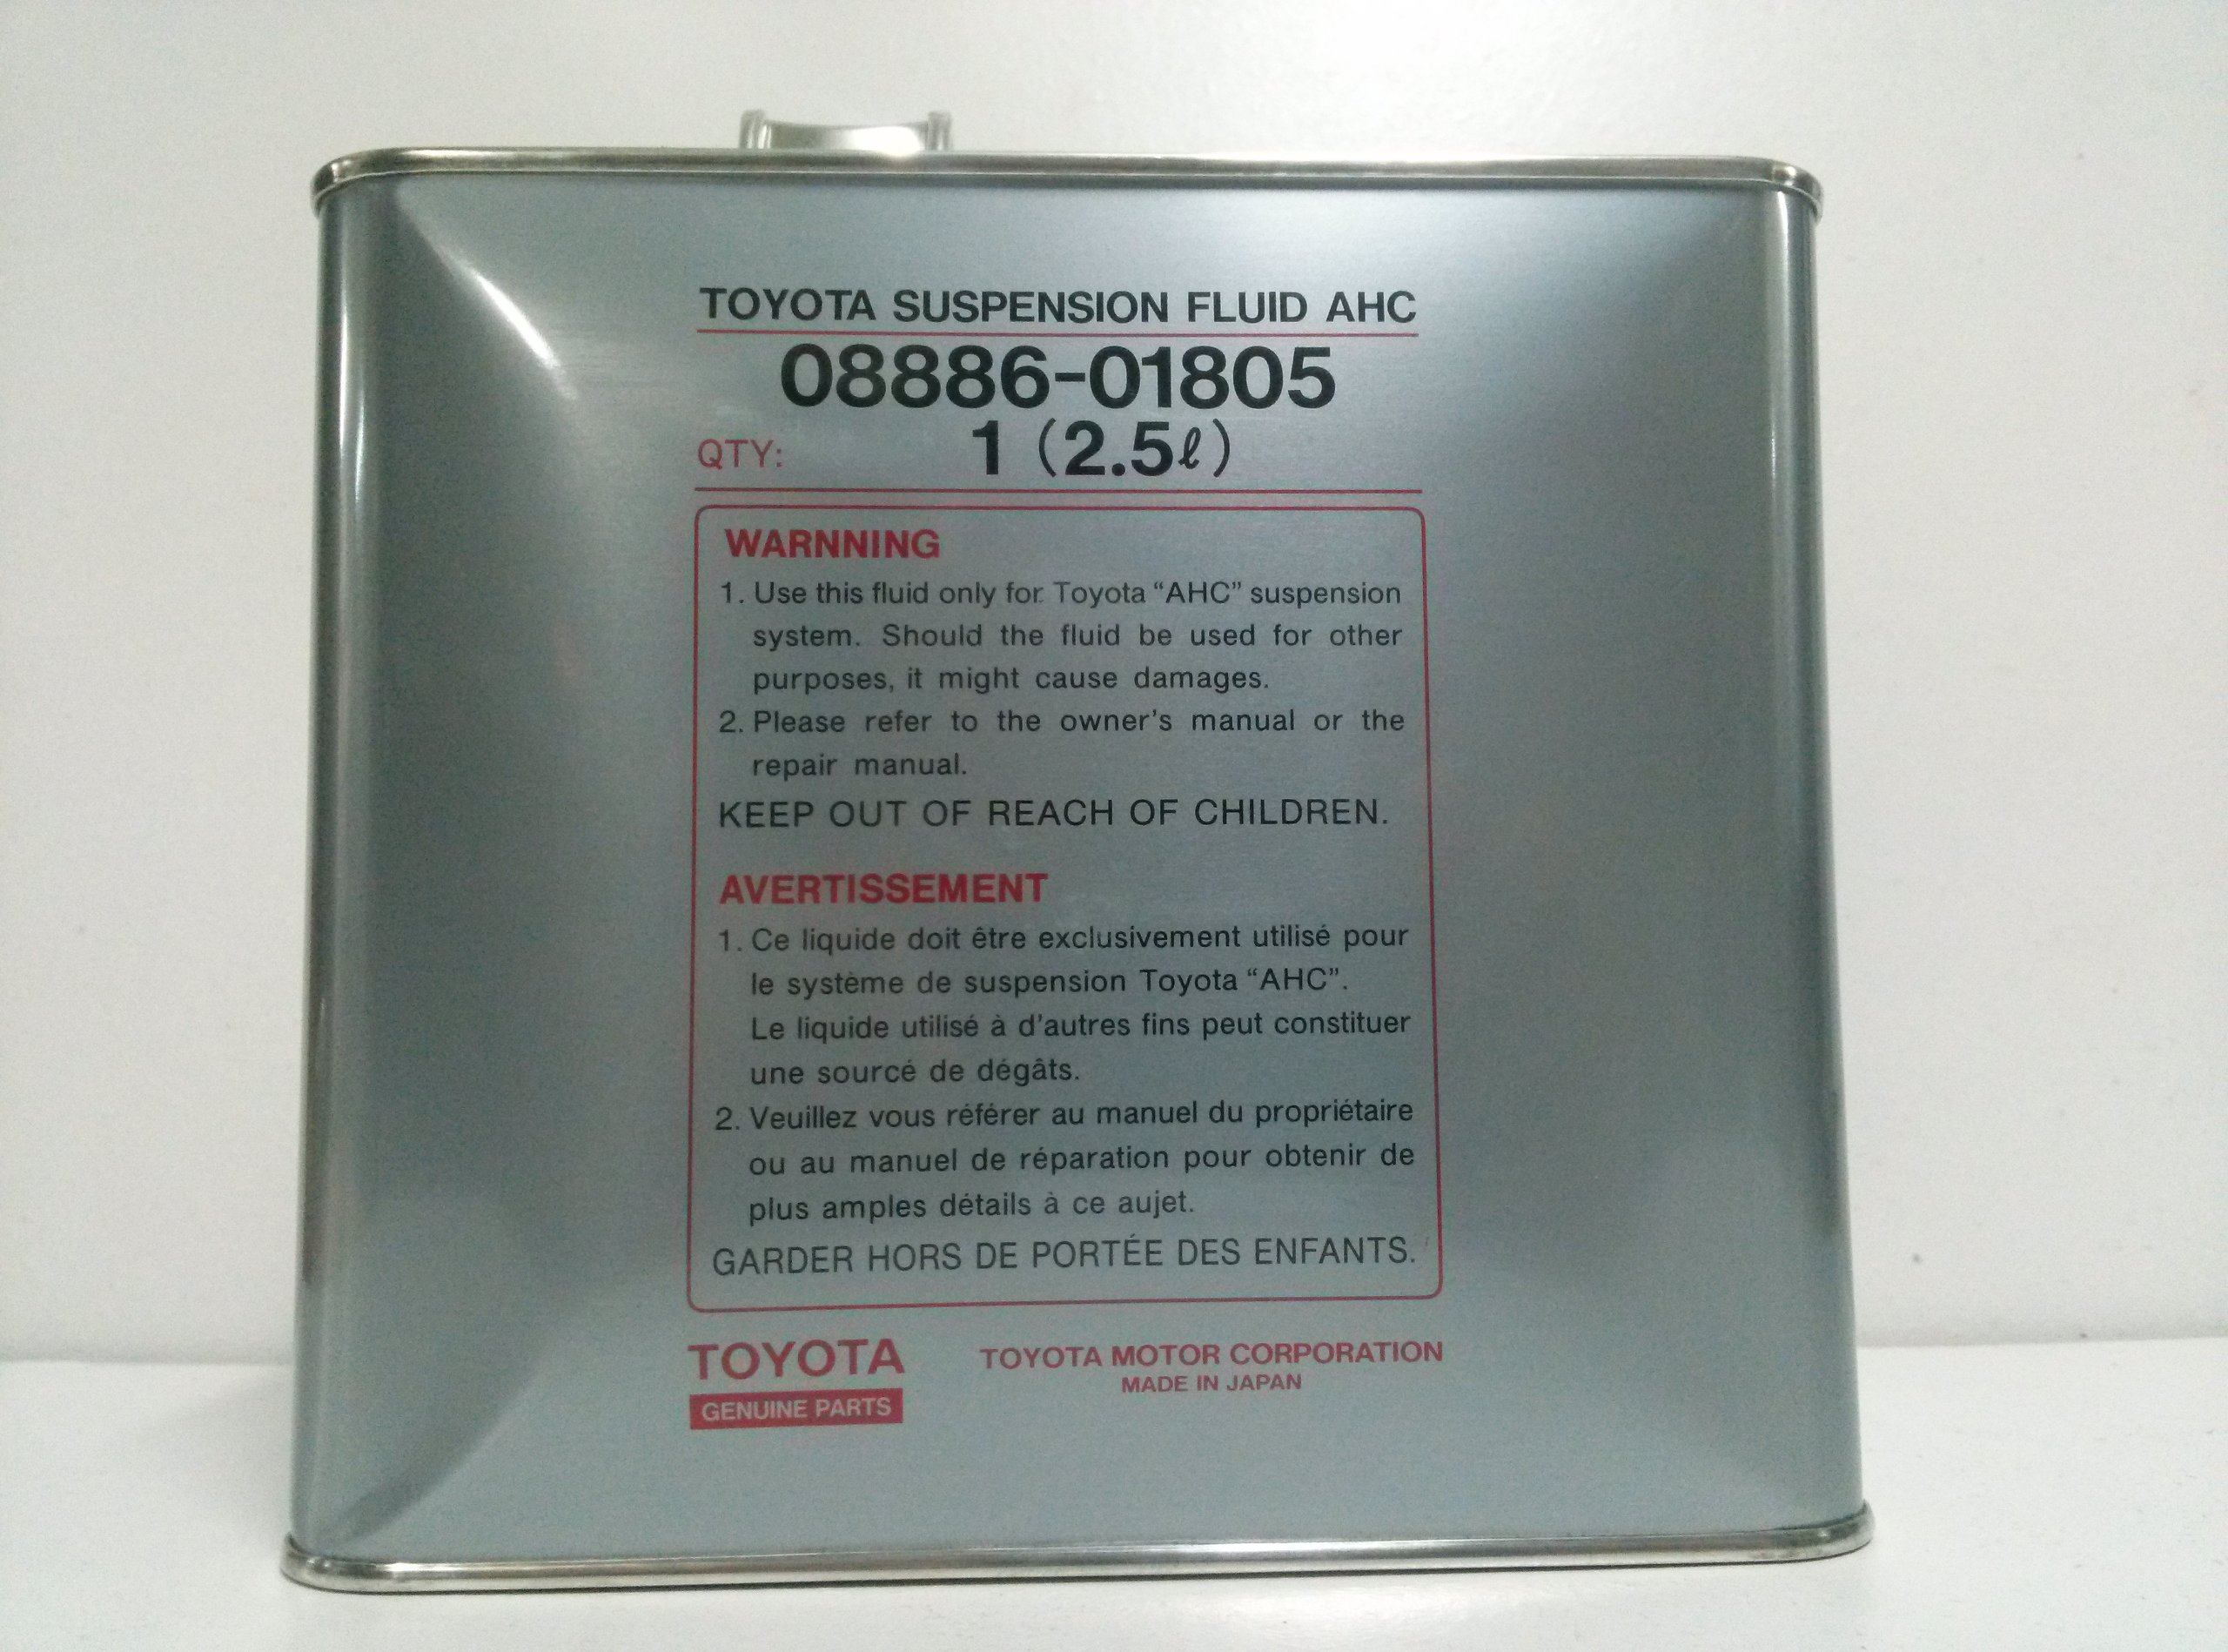 TOYOTA SUSPENSION FLUID AHC
08886-01805
QTY: 1 (2.5ℓ)
WARNNING
1. Use this fluid only for Toyota “AHC” suspension
system. Should the fluid be used for other
purposes, it might cause damages.
2. Please refer to the owner’s manual or the
repair manual.
KEEP OUT OF REACH OF CHILDREN.
AVERTISSEMENT
1. Ce liquide doit être exclusivement utilisé pour
le système de suspension Toyota “AHC”.
Le liquide utilisé à d'autres fins peut constituer
une sourcé de dégâts.
2. Veuillez vous référer au manuel du propriétaire
ou au manuel de réparation pour obtenir de
plus amples détails à ce aujet.
GARDER HORS DE PORTÉE DES ENFANTS.
TOYOTA
GENUINE PARTS
TOYOTA MOTOR CORPORATION
MADE IN JAPAN